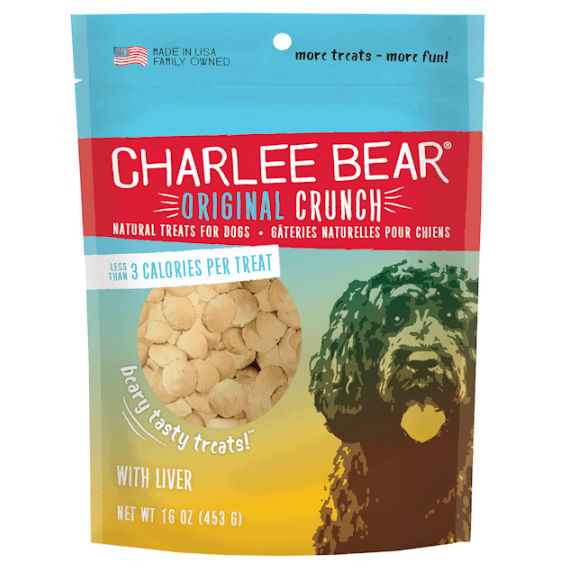 MADE IN USA
FAMILY OWNED
more treats - more fun!
CHARLEE BEAR®
ORIGINAL CRUNCH
NATURAL TREATS FOR DOGS • GÂTERIES NATURELLES POUR CHIENS
LESS THAN 3 CALORIES PER TREAT
beary tasty treats!™
WITH LIVER
NET WT 16 OZ (453 G)